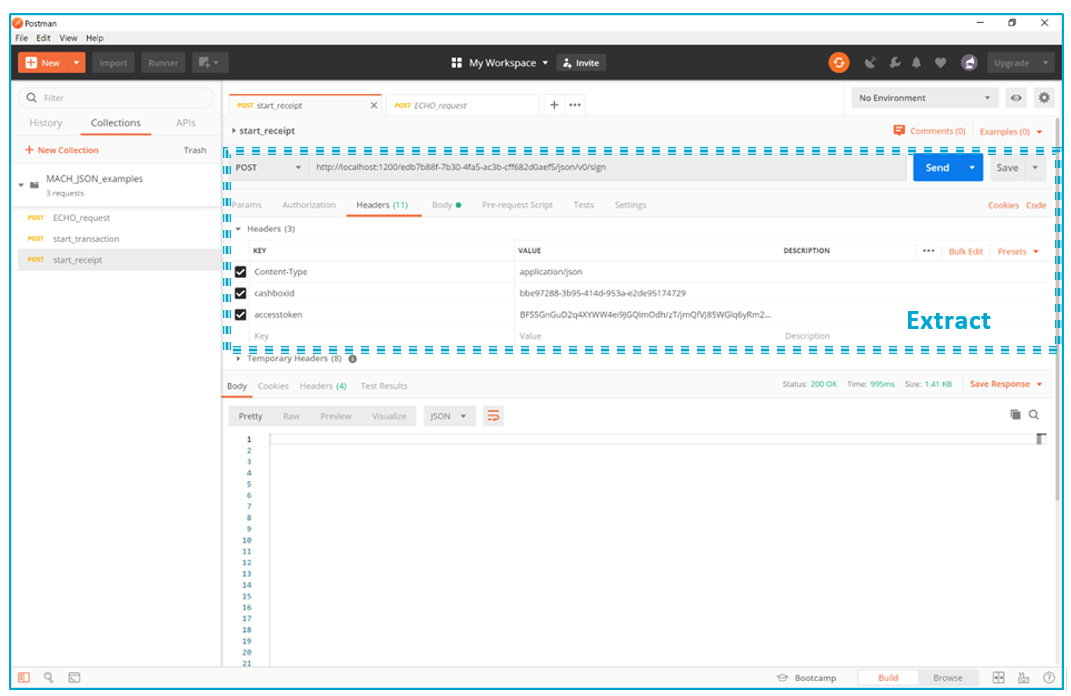 Postman
File Edit View Help
New Import Runner My Workspace Invite Upgrade
Filter
History Collections APIs
+ New Collection Trash
MACH_JSON_examples
3 requests
POST ECHO_request
POST start_transaction
POST start_receipt
POST start_receipt POST ECHO_request No Environment
start_receipt Comments (0) Examples (0)
POST http://localhost:1200/edb7b88f-7b30-4fa5-ac3b-cff682d0aef5/json/v0/sign Send Save
Params Authorization Headers (11) Body Pre-request Script Tests Settings Cookies Code
Headers (3)
KEY VALUE DESCRIPTION Bulk Edit Presets
Content-Type application/json
cashboxid bbe97288-3b95-414d-953a-e2de95174729
accesstoken
Extract
Key Value Description
Temporary Headers (8)
Body Cookies Headers (4) Test Results Status: 200 OK Time: 995ms Size: 1.41 KB Save Response
Pretty Raw Preview Visualize JSON
1
2
3
4
5
6
7
8
9
10
11
12
13
14
15
16
17
18
19
20
21
Bootcamp Build Browse